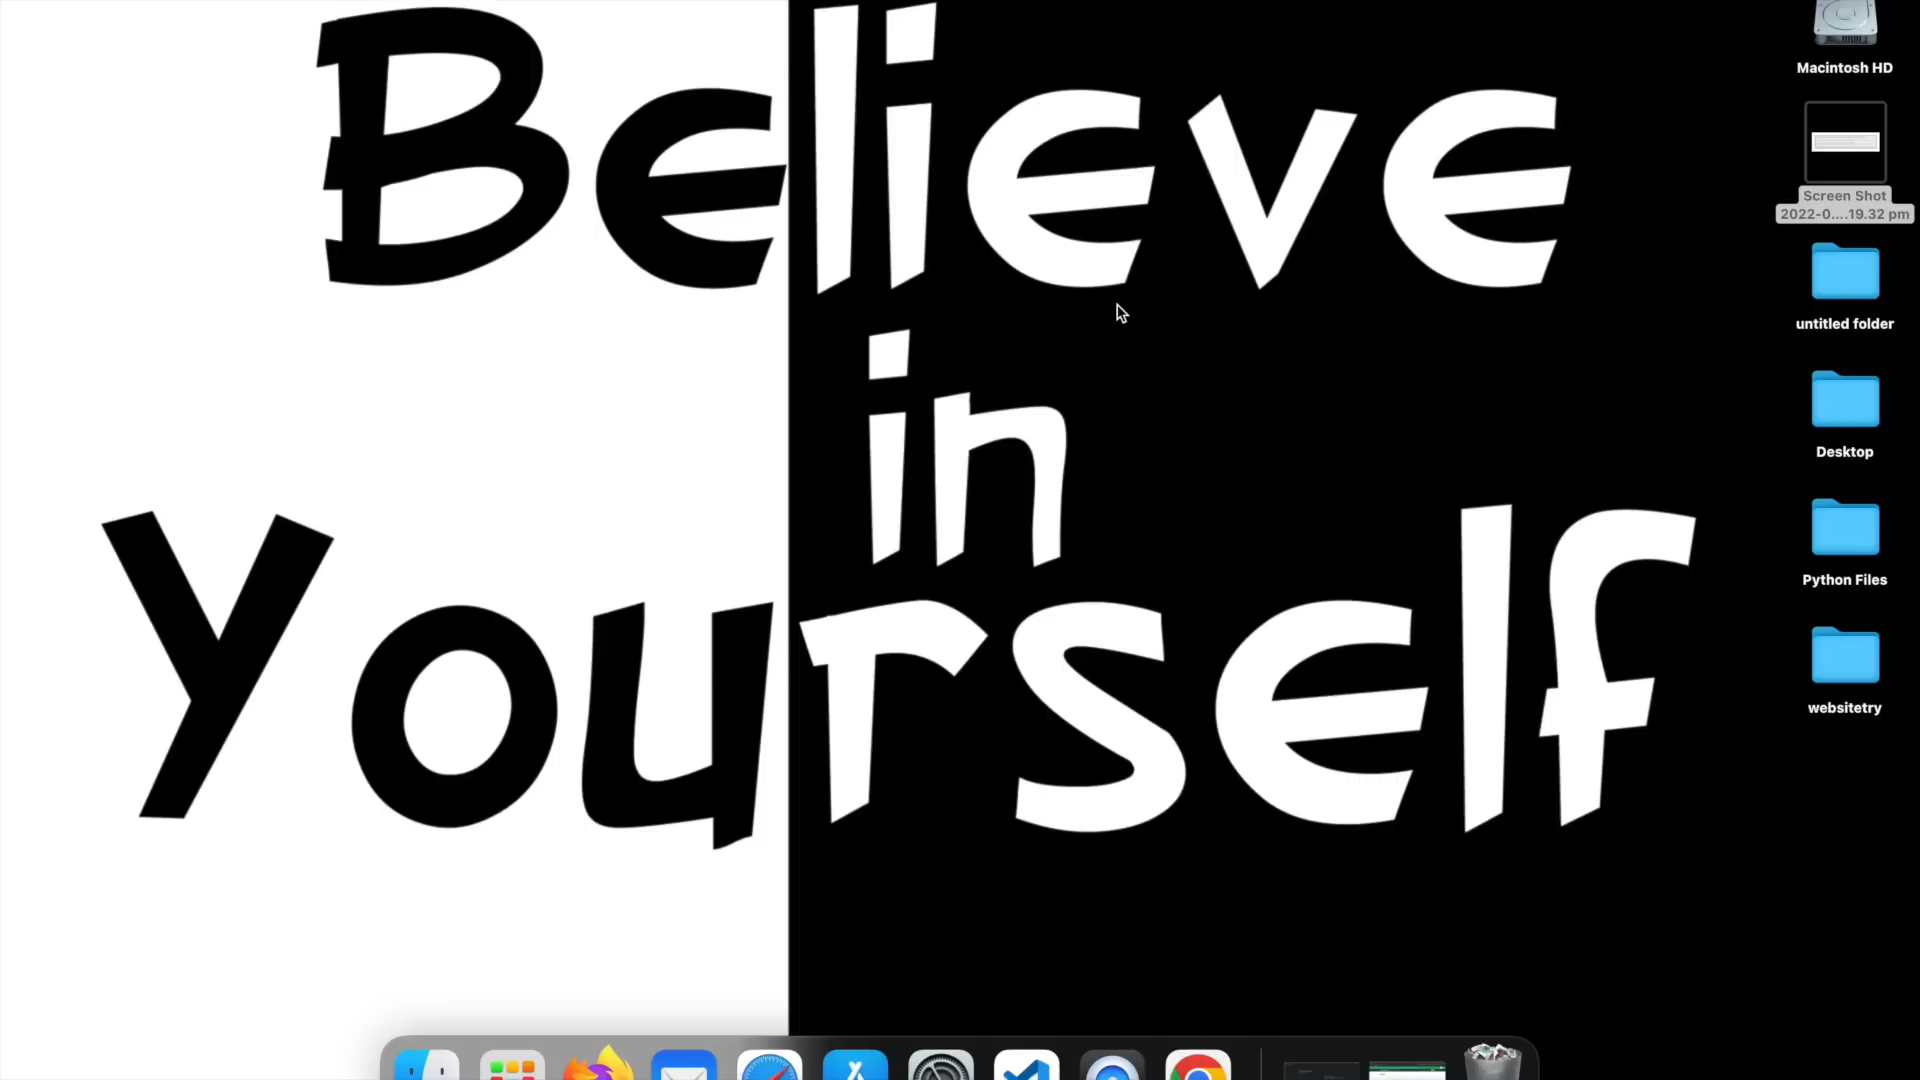 Believe
in
Yourself
Macintosh HD
Screen Shot
2022-0....19.32 pm
untitled folder
Desktop
Python Files
websitetry